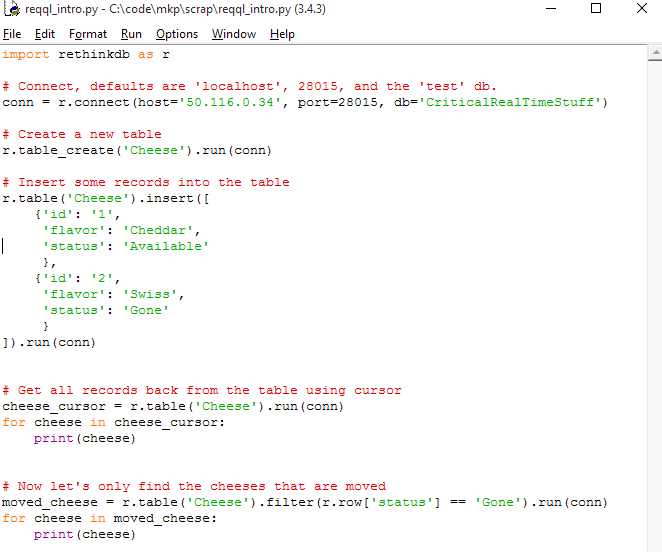 reqql_intro.py - C:\code\mkp\scrap\reqql_intro.py (3.4.3)
File Edit Format Run Options Window Help
import rethinkdb as r

# Connect, defaults are 'localhost', 28015, and the 'test' db.
conn = r.connect(host='50.116.0.34', port=28015, db='CriticalRealTimeStuff')

# Create a new table
r.table_create('Cheese').run(conn)

# Insert some records into the table
r.table('Cheese').insert([
    {'id': '1',
     'flavor': 'Cheddar',
     'status': 'Available'
     },
    {'id': '2',
     'flavor': 'Swiss',
     'status': 'Gone'
     }
]).run(conn)


# Get all records back from the table using cursor
cheese_cursor = r.table('Cheese').run(conn)
for cheese in cheese_cursor:
    print(cheese)


# Now let's only find the cheeses that are moved
moved_cheese = r.table('Cheese').filter(r.row['status'] == 'Gone').run(conn)
for cheese in moved_cheese:
    print(cheese)